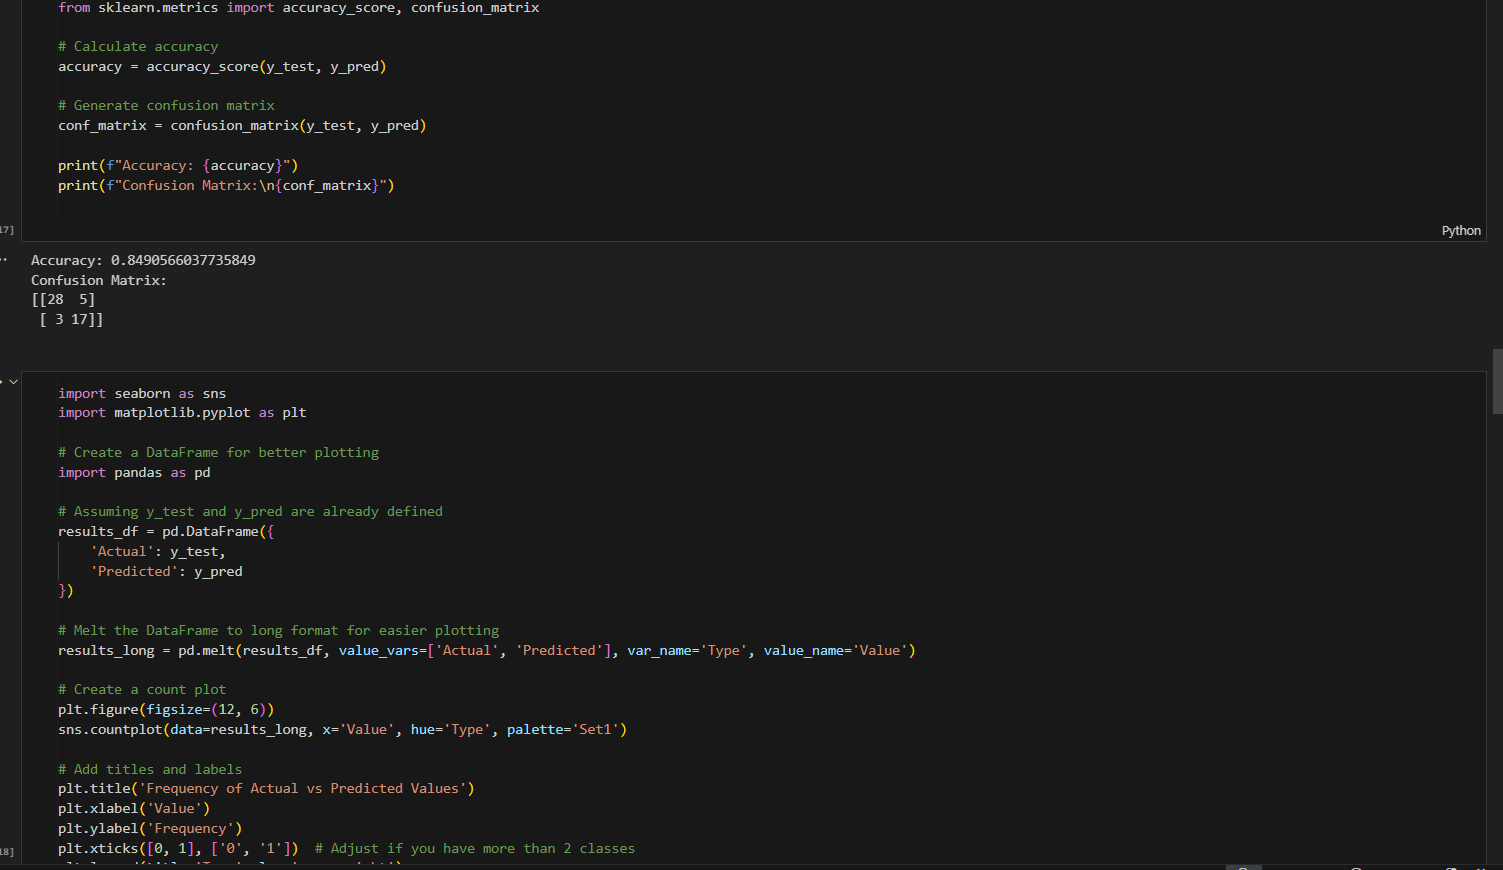 from sklearn.metrics import accuracy_score, confusion_matrix
# Calculate accuracy
accuracy = accuracy_score(y_test, y_pred)
# Generate confusion matrix
conf_matrix = confusion_matrix(y_test, y_pred)
print(f"Accuracy: {accuracy}")
print(f"Confusion Matrix:\n{conf_matrix}")
17]
Python
Accuracy: 0.8490566037735849
Confusion Matrix:
[[28  5]
 [ 3 17]]
import seaborn as sns
import matplotlib.pyplot as plt
# Create a DataFrame for better plotting
import pandas as pd
# Assuming y_test and y_pred are already defined
results_df = pd.DataFrame({
    'Actual': y_test,
    'Predicted': y_pred
})
# Melt the DataFrame to long format for easier plotting
results_long = pd.melt(results_df, value_vars=['Actual', 'Predicted'], var_name='Type', value_name='Value')
# Create a count plot
plt.figure(figsize=(12, 6))
sns.countplot(data=results_long, x='Value', hue='Type', palette='Set1')
# Add titles and labels
plt.title('Frequency of Actual vs Predicted Values')
plt.xlabel('Value')
plt.ylabel('Frequency')
plt.xticks([0, 1], ['0', '1'])  # Adjust if you have more than 2 classes
18]